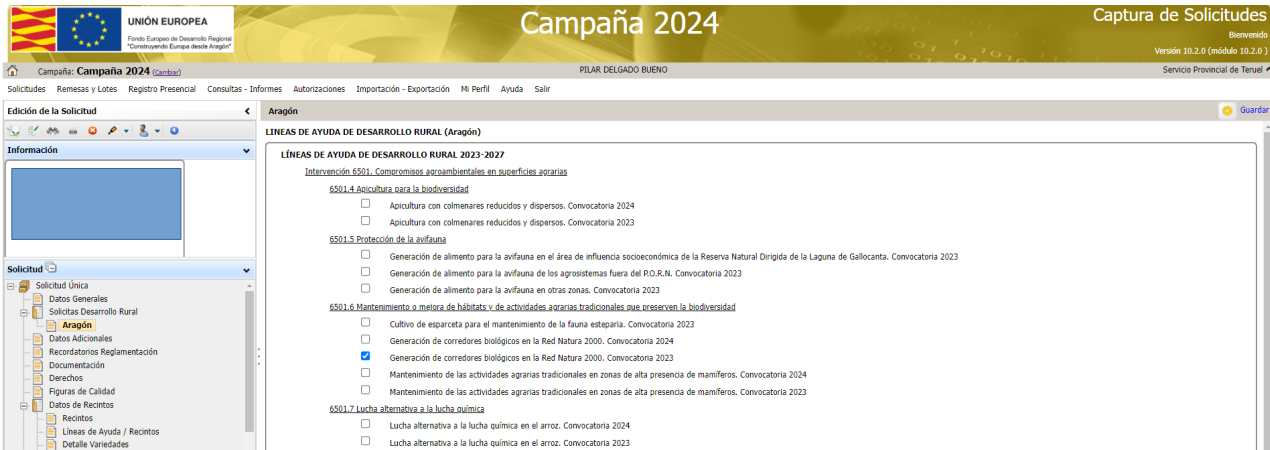 UNIÓN EUROPEA
Fondo Europeo de Desarrollo Regional
"Construyendo Europa desde Aragón"
Campaña 2024
Captura de Solicitudes
Bienvenido
Versión 10.2.0 (módulo 10.2.0 )
Campaña: Campaña 2024 (Cambiar)
PILAR DELGADO BUENO
Servicio Provincial de Teruel
Solicitudes Remesas y Lotes Registro Presencial Consultas - Informes Autorizaciones Importación - Exportación Mi Perfil Ayuda Salir
Edición de la Solicitud
Información
Solicitud
Solicitud Única
Datos Generales
Solicitas Desarrollo Rural
Aragón
Datos Adicionales
Recordatorios Reglamentación
Documentación
Derechos
Figuras de Calidad
Datos de Recintos
Recintos
Líneas de Ayuda / Recintos
Detalle Variedades
Aragón
Guardar
LINEAS DE AYUDA DE DESARROLLO RURAL (Aragón)
LÍNEAS DE AYUDA DE DESARROLLO RURAL 2023-2027
Intervención 6501. Compromisos agroambientales en superficies agrarias
6501.4 Apicultura para la biodiversidad
Apicultura con colmenares reducidos y dispersos. Convocatoria 2024
Apicultura con colmenares reducidos y dispersos. Convocatoria 2023
6501.5 Protección de la avifauna
Generación de alimento para la avifauna en el área de influencia socioeconómica de la Reserva Natural Dirigida de la Laguna de Gallocanta. Convocatoria 2023
Generación de alimento para la avifauna de los agrosistemas fuera del P.O.R.N. Convocatoria 2023
Generación de alimento para la avifauna en otras zonas. Convocatoria 2023
6501.6 Mantenimiento o mejora de hábitats y de actividades agrarias tradicionales que preserven la biodiversidad
Cultivo de esparceta para el mantenimiento de la fauna esteparia. Convocatoria 2023
Generación de corredores biológicos en la Red Natura 2000. Convocatoria 2024
Generación de corredores biológicos en la Red Natura 2000. Convocatoria 2023
Mantenimiento de las actividades agrarias tradicionales en zonas de alta presencia de mamíferos. Convocatoria 2024
Mantenimiento de las actividades agrarias tradicionales en zonas de alta presencia de mamíferos. Convocatoria 2023
6501.7 Lucha alternativa a la lucha química
Lucha alternativa a la lucha química en el arroz. Convocatoria 2024
Lucha alternativa a la lucha química en el arroz. Convocatoria 2023